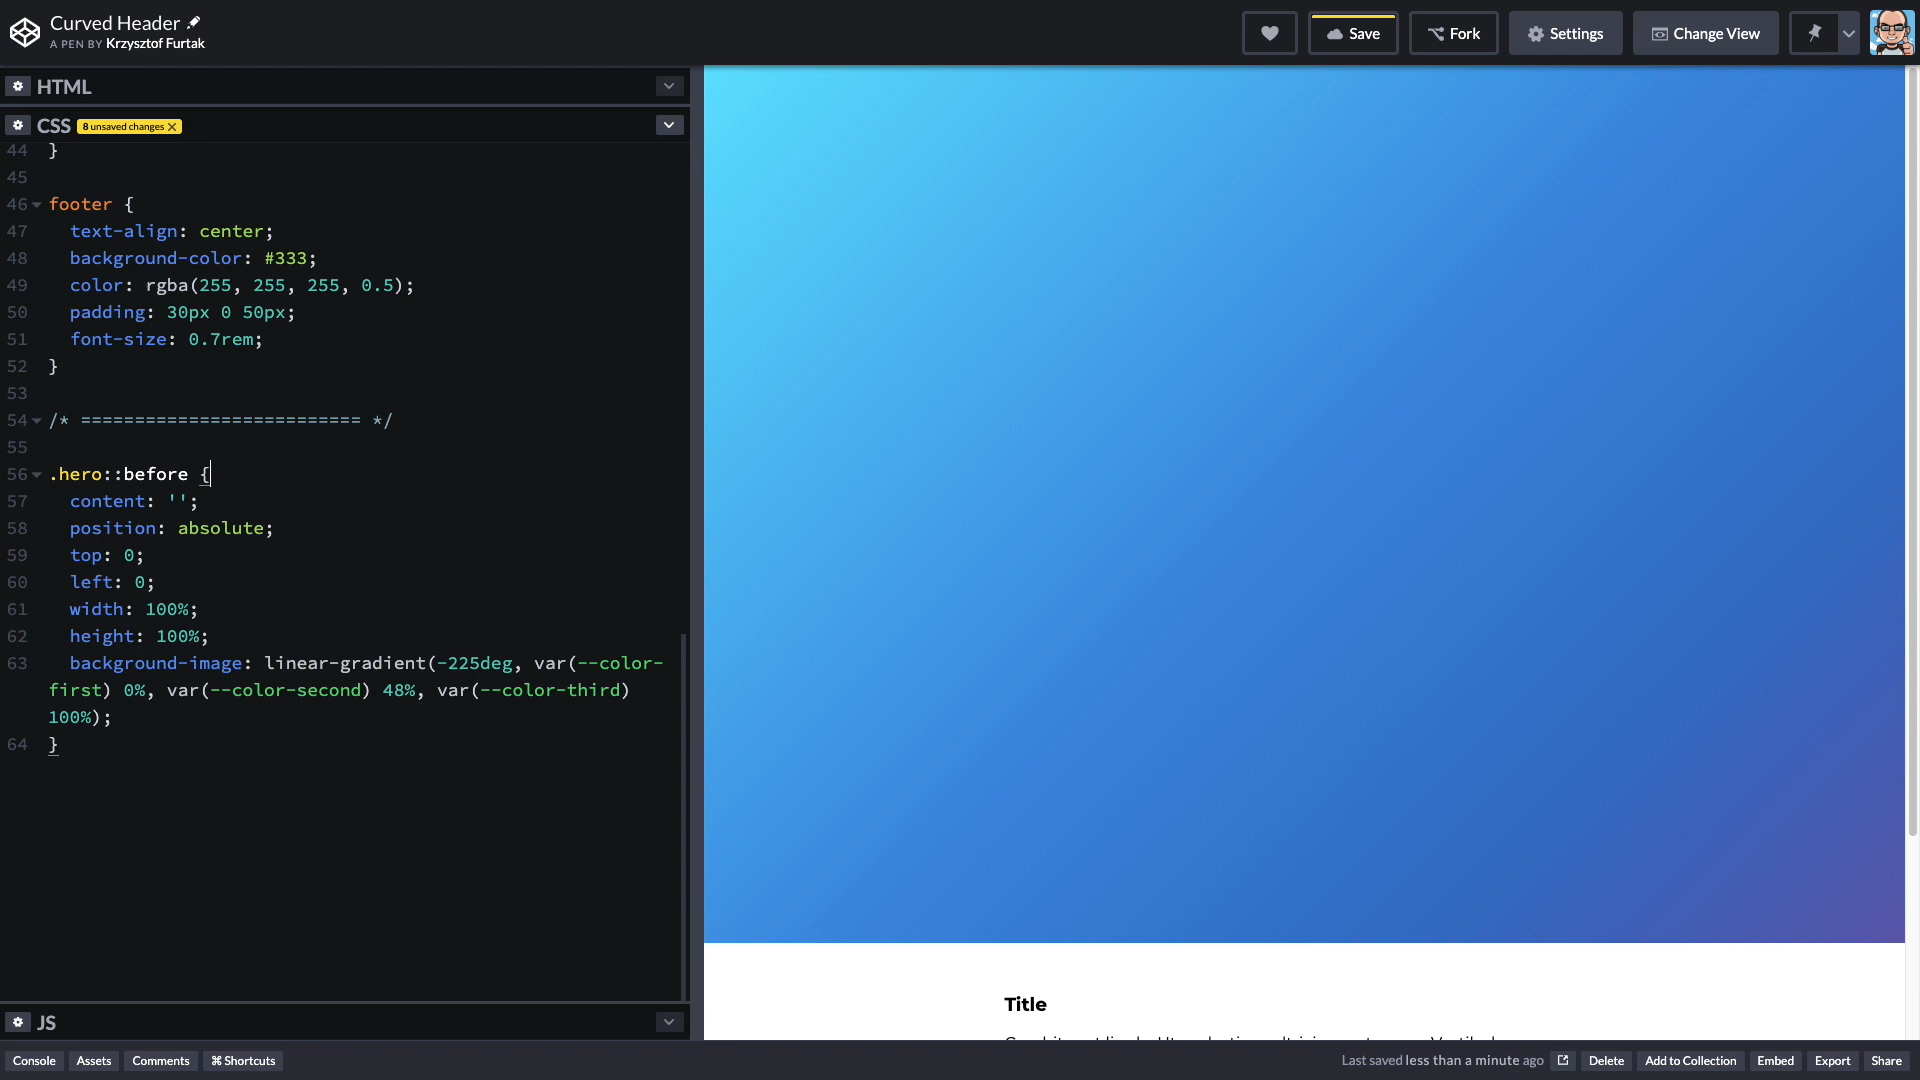 Curved Header
A PEN BY Krzysztof Furtak
Save
Fork
Settings
Change View
HTML
CSS
8 unsaved changes
44 }
45
46 footer {
47 text-align: center;
48 background-color: #333;
49 color: rgba(255, 255, 255, 0.5);
50 padding: 30px 0 50px;
51 font-size: 0.7rem;
52 }
53
54 /* ========================== */
55
56 .hero::before {
57 content: '';
58 position: absolute;
59 top: 0;
60 left: 0;
61 width: 100%;
62 height: 100%;
63 background-image: linear-gradient(-225deg, var(--color-
first) 0%, var(--color-second) 48%, var(--color-third)
100%);
64 }
Title
JS
Console
Assets
Comments
⌘ Shortcuts
Last saved less than a minute ago
Delete
Add to Collection
Embed
Export
Share